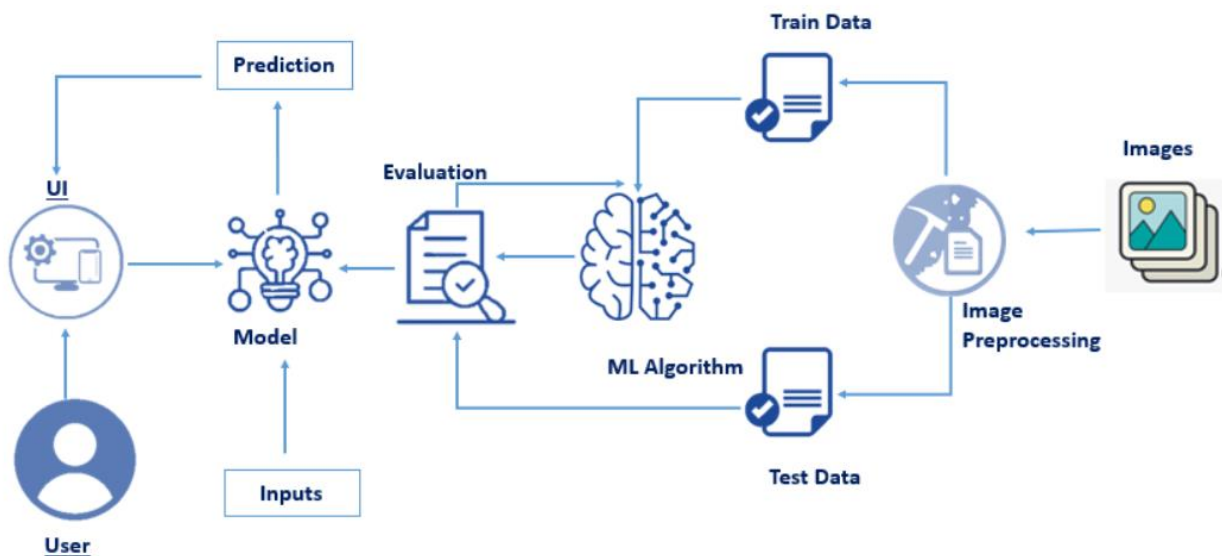 Train Data
Prediction
Images
Evaluation
UI
Image
Preprocessing
Model
ML Algorithm
Test Data
Inputs
User